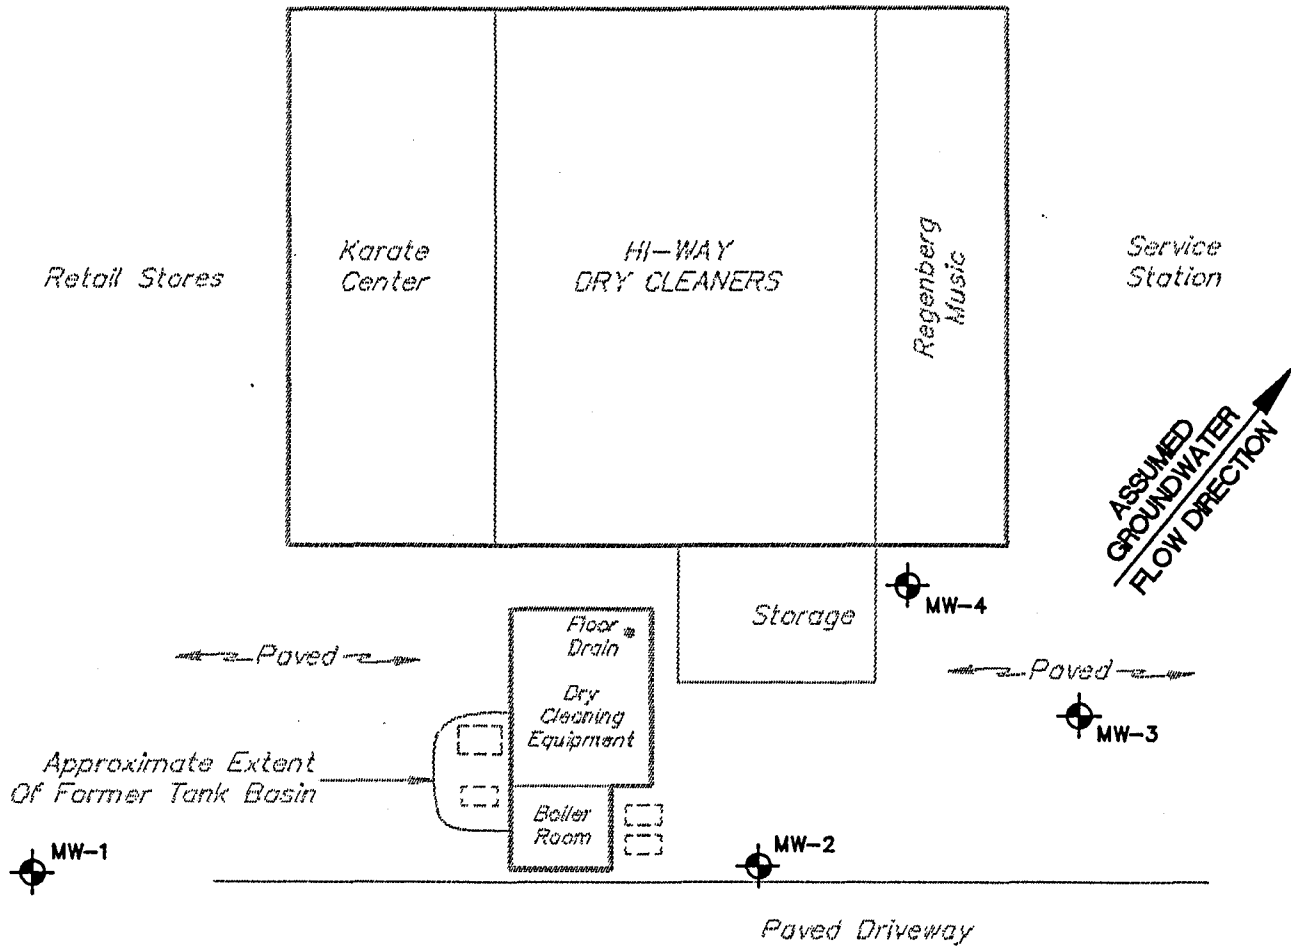 Retail Stores
Karate
Center
HI-WAY
DRY CLEANERS
Regenberg
Music
Service
Station
ASSUMED
GROUNDWATER
FLOW DIRECTION
MW-4
Storage
Floor
Drain
Paved
Paved
Dry
Cleaning
Equipment
MW-3
Approximate Extent
Of Former Tank Basin
Boiler
Room
MW-1
MW-2
Paved Driveway